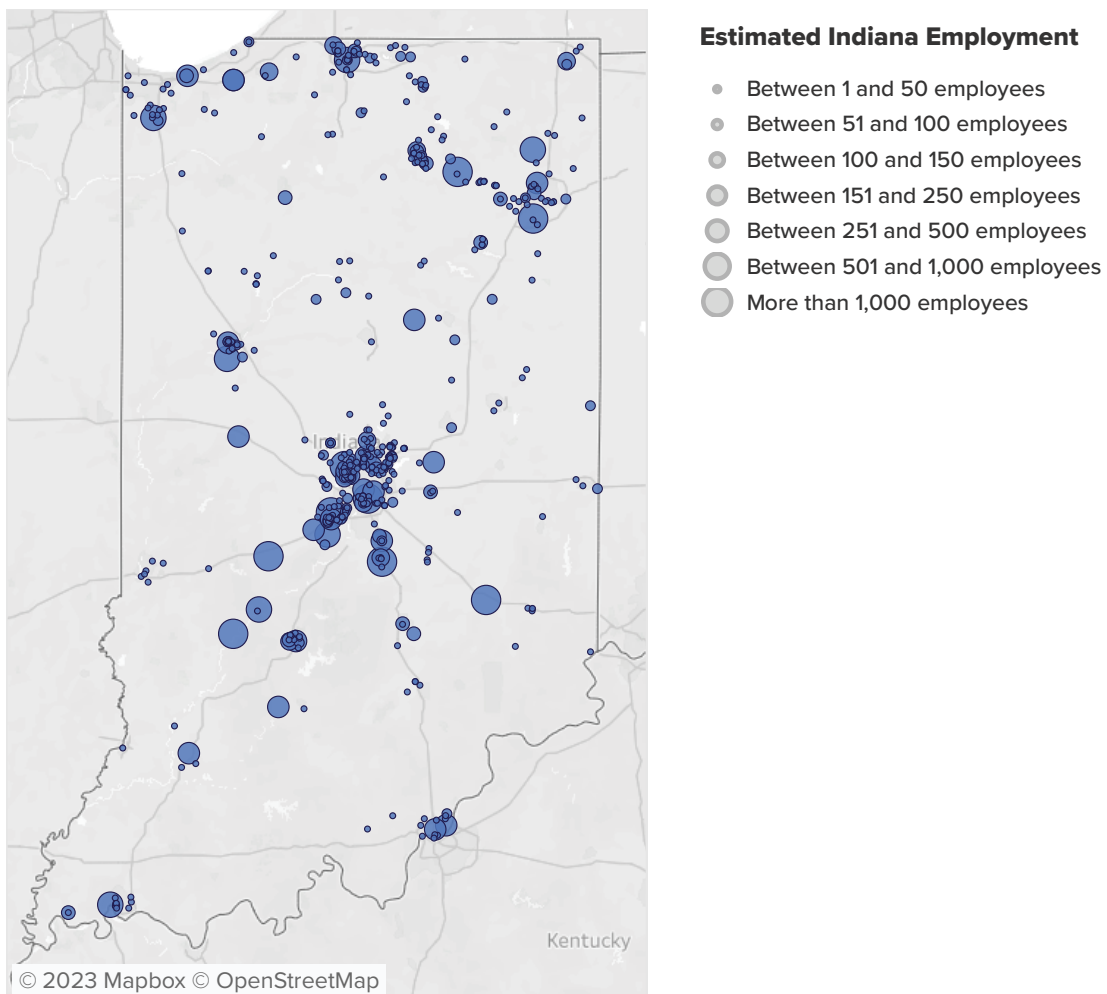 Estimated Indiana Employment
Between 1 and 50 employees
Between 51 and 100 employees
Between 100 and 150 employees
Between 151 and 250 employees
Between 251 and 500 employees
Between 501 and 1,000 employees
More than 1,000 employees
Kentucky
© 2023 Mapbox © OpenStreetMap